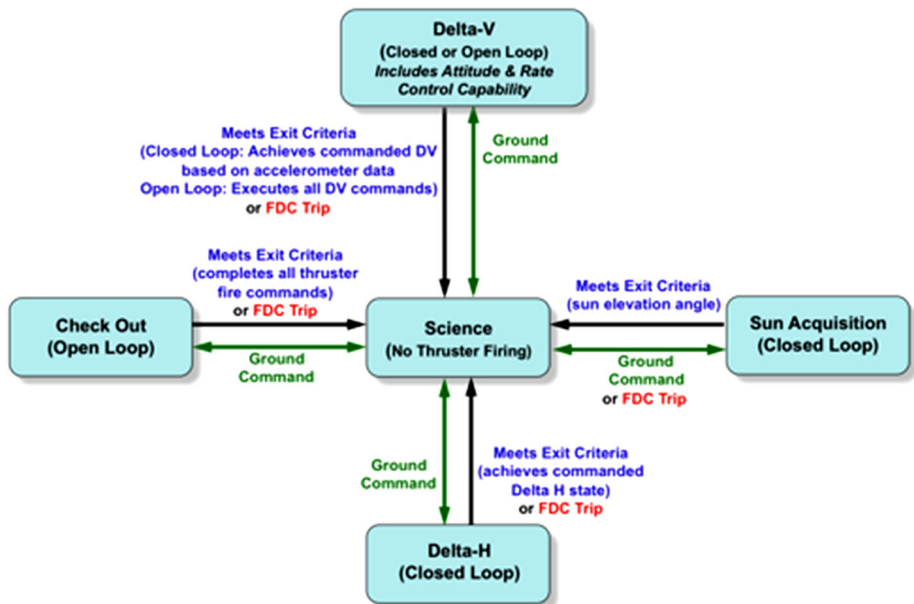 Delta-V
(Closed or Open Loop)
Includes Attitude & Rate
Control Capability
Meets Exit Criteria
(Closed Loop: Achieves commanded DV
based on accelerometer data
Open Loop: Executes all DV commands)
or FDC Trip
Ground
Command
Meets Exit Criteria
(completes all thruster
fire commands)
or FDC Trip
Meets Exit Criteria
(sun elevation angle)
Check Out
(Open Loop)
Science
(No Thruster Firing)
Sun Acquisition
(Closed Loop)
Ground
Command
Ground
Command
or FDC Trip
Ground
Command
Meets Exit Criteria
(achieves commanded
Delta H state)
or FDC Trip
Delta-H
(Closed Loop)